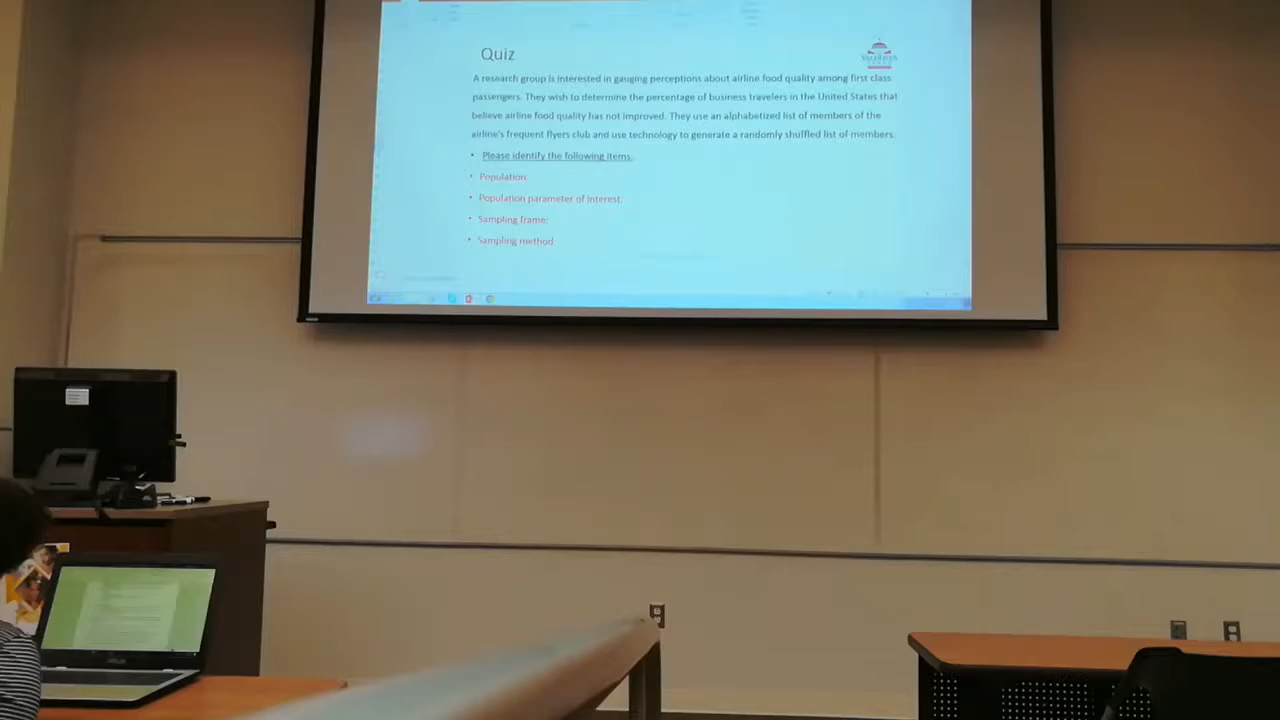 Quiz
VALDOSTA
A research group is interested in gauging perceptions about airline food quality among first class
passengers. They wish to determine the percentage of business travelers in the United States that
believe airline food quality has not improved. They use an alphabetized list of members of the
airline's frequent flyers club and use technology to generate a randomly shuffled list of members.
• Please identify the following items.
• Population:
• Population parameter of interest:
• Sampling frame:
• Sampling method: